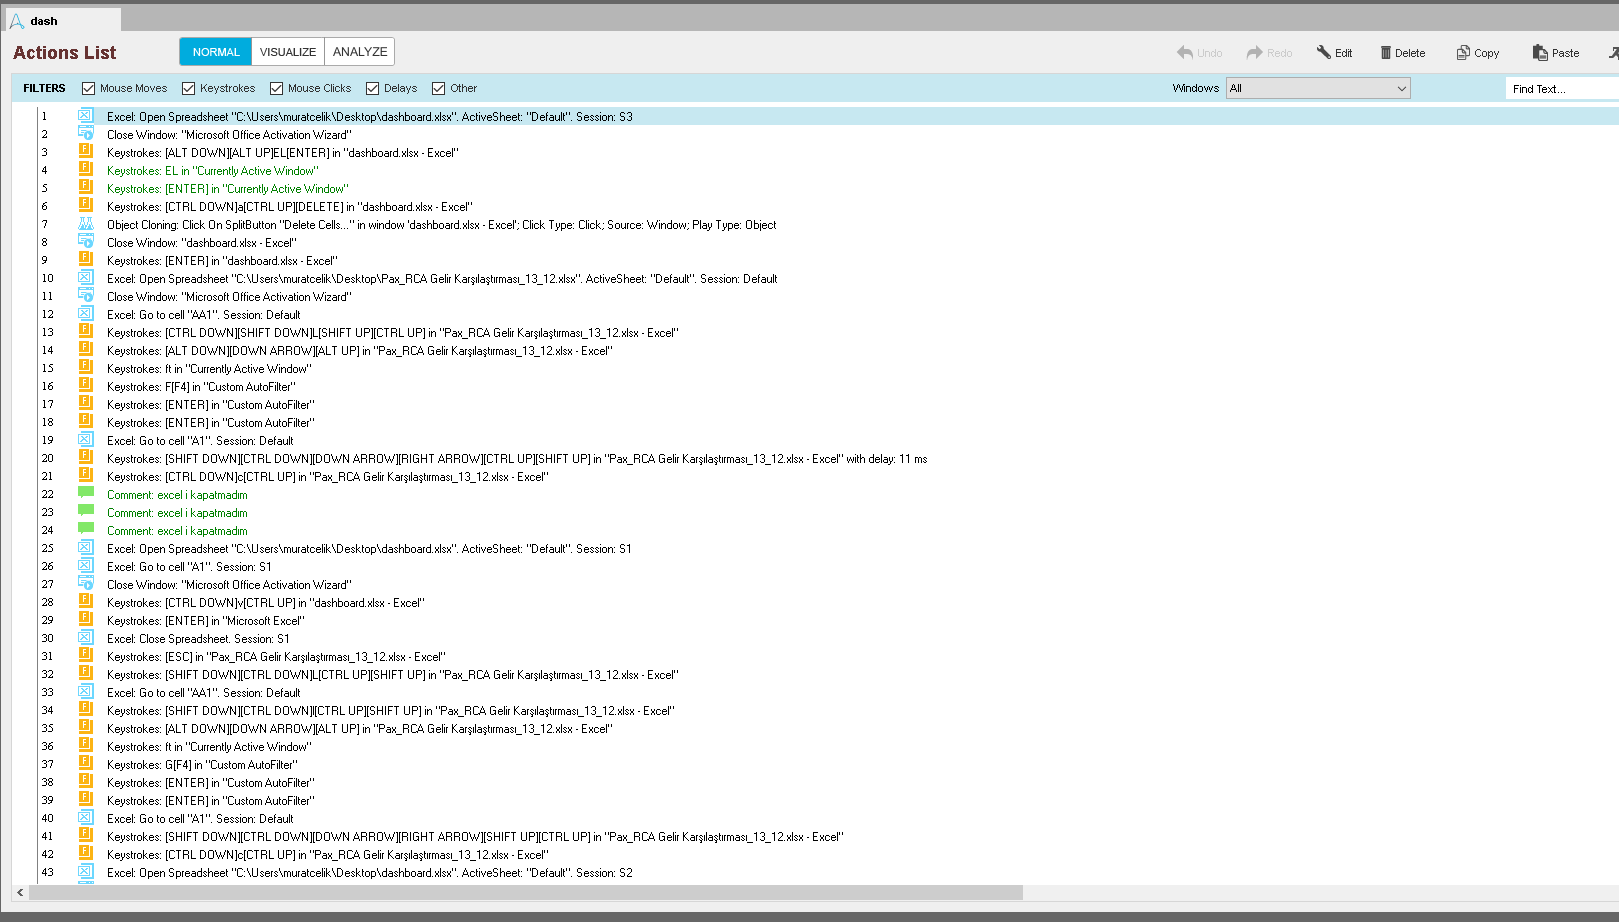 dash
Actions List NORMAL VISUALIZE ANALYZE Undo Redo Edit Delete Copy Paste
FILTERS Mouse Moves Keystrokes Mouse Clicks Delays Other Windows All Find Text...
1 Excel: Open Spreadsheet "C:\Users\muratcelik\Desktop\dashboard.xlsx". ActiveSheet: "Default". Session: S3
2 Close Window: "Microsoft Office Activation Wizard"
3 Keystrokes: [ALT DOWN][ALT UP]EL[ENTER] in "dashboard.xlsx - Excel"
4 Keystrokes: EL in "Currently Active Window"
5 Keystrokes: [ENTER] in "Currently Active Window"
6 Keystrokes: [CTRL DOWN]a[CTRL UP][DELETE] in "dashboard.xlsx - Excel"
7 Object Cloning: Click On SplitButton "Delete Cells..." in window 'dashboard.xlsx - Excel'; Click Type: Click; Source: Window; Play Type: Object
8 Close Window: "dashboard.xlsx - Excel"
9 Keystrokes: [ENTER] in "dashboard.xlsx - Excel"
10 Excel: Open Spreadsheet "C:\Users\muratcelik\Desktop\Pax_RCA Gelir Karşılaştırması_13_12.xlsx". ActiveSheet: "Default". Session: Default
11 Close Window: "Microsoft Office Activation Wizard"
12 Excel: Go to cell "AA1". Session: Default
13 Keystrokes: [CTRL DOWN][SHIFT DOWN]L[SHIFT UP][CTRL UP] in "Pax_RCA Gelir Karşılaştırması_13_12.xlsx - Excel"
14 Keystrokes: [ALT DOWN][DOWN ARROW][ALT UP] in "Pax_RCA Gelir Karşılaştırması_13_12.xlsx - Excel"
15 Keystrokes: ft in "Currently Active Window"
16 Keystrokes: F[F4] in "Custom AutoFilter"
17 Keystrokes: [ENTER] in "Custom AutoFilter"
18 Keystrokes: [ENTER] in "Custom AutoFilter"
19 Excel: Go to cell "A1". Session: Default
20 Keystrokes: [SHIFT DOWN][CTRL DOWN][DOWN ARROW][RIGHT ARROW][CTRL UP][SHIFT UP] in "Pax_RCA Gelir Karşılaştırması_13_12.xlsx - Excel" with delay: 11 ms
21 Keystrokes: [CTRL DOWN]c[CTRL UP] in "Pax_RCA Gelir Karşılaştırması_13_12.xlsx - Excel"
22 Comment: excel i kapatmadım
23 Comment: excel i kapatmadım
24 Comment: excel i kapatmadım
25 Excel: Open Spreadsheet "C:\Users\muratcelik\Desktop\dashboard.xlsx". ActiveSheet: "Default". Session: S1
26 Excel: Go to cell "A1". Session: S1
27 Close Window: "Microsoft Office Activation Wizard"
28 Keystrokes: [CTRL DOWN]v[CTRL UP] in "dashboard.xlsx - Excel"
29 Keystrokes: [ENTER] in "Microsoft Excel"
30 Excel: Close Spreadsheet. Session: S1
31 Keystrokes: [ESC] in "Pax_RCA Gelir Karşılaştırması_13_12.xlsx - Excel"
32 Keystrokes: [SHIFT DOWN][CTRL DOWN]L[CTRL UP][SHIFT UP] in "Pax_RCA Gelir Karşılaştırması_13_12.xlsx - Excel"
33 Excel: Go to cell "AA1". Session: Default
34 Keystrokes: [SHIFT DOWN][CTRL DOWN]l[CTRL UP][SHIFT UP] in "Pax_RCA Gelir Karşılaştırması_13_12.xlsx - Excel"
35 Keystrokes: [ALT DOWN][DOWN ARROW][ALT UP] in "Pax_RCA Gelir Karşılaştırması_13_12.xlsx - Excel"
36 Keystrokes: ft in "Currently Active Window"
37 Keystrokes: G[F4] in "Custom AutoFilter"
38 Keystrokes: [ENTER] in "Custom AutoFilter"
39 Keystrokes: [ENTER] in "Custom AutoFilter"
40 Excel: Go to cell "A1". Session: Default
41 Keystrokes: [SHIFT DOWN][CTRL DOWN][DOWN ARROW][RIGHT ARROW][SHIFT UP][CTRL UP] in "Pax_RCA Gelir Karşılaştırması_13_12.xlsx - Excel"
42 Keystrokes: [CTRL DOWN]c[CTRL UP] in "Pax_RCA Gelir Karşılaştırması_13_12.xlsx - Excel"
43 Excel: Open Spreadsheet "C:\Users\muratcelik\Desktop\dashboard.xlsx". ActiveSheet: "Default". Session: S2